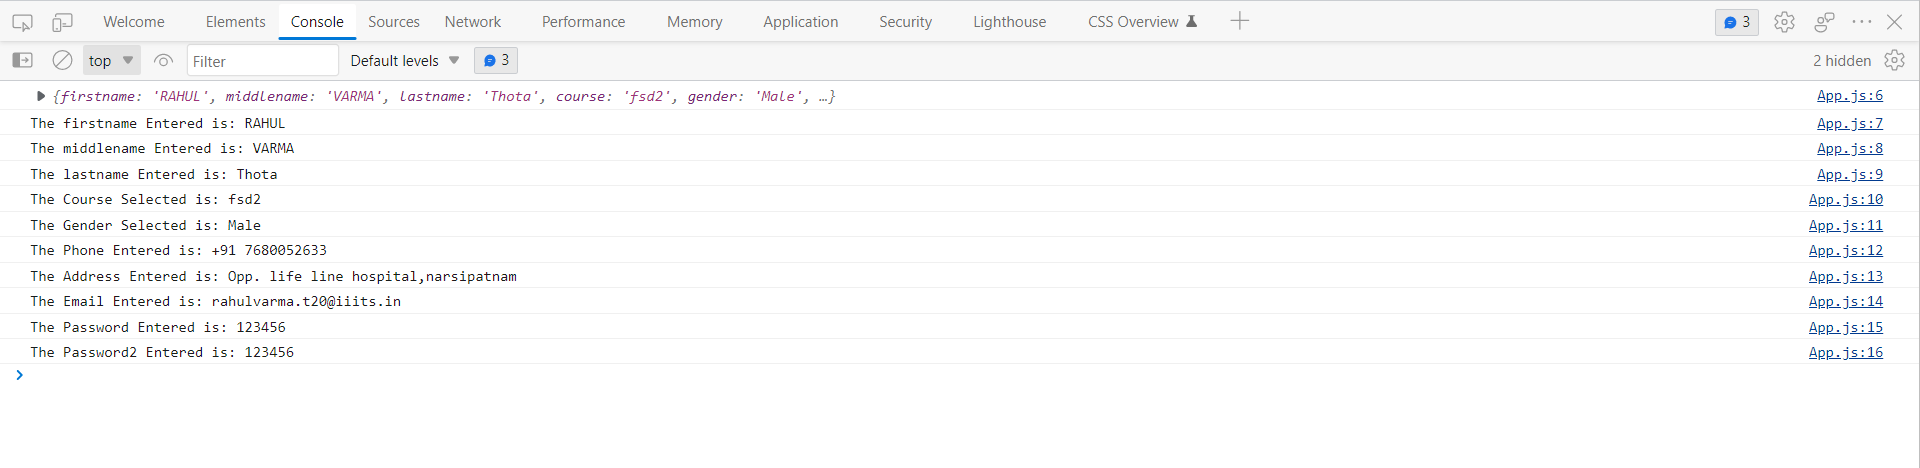 Welcome Elements Console Sources Network Performance Memory Application Security Lighthouse CSS Overview 3
top Filter Default levels 3 2 hidden
{firstname: 'RAHUL', middlename: 'VARMA', lastname: 'Thota', course: 'fsd2', gender: 'Male', …} App.js:6
The firstname Entered is: RAHUL App.js:7
The middlename Entered is: VARMA App.js:8
The lastname Entered is: Thota App.js:9
The Course Selected is: fsd2 App.js:10
The Gender Selected is: Male App.js:11
The Phone Entered is: +91 7680052633 App.js:12
The Address Entered is: Opp. life line hospital,narsipatnam App.js:13
The Email Entered is: rahulvarma.t20@iiits.in App.js:14
The Password Entered is: 123456 App.js:15
The Password2 Entered is: 123456 App.js:16